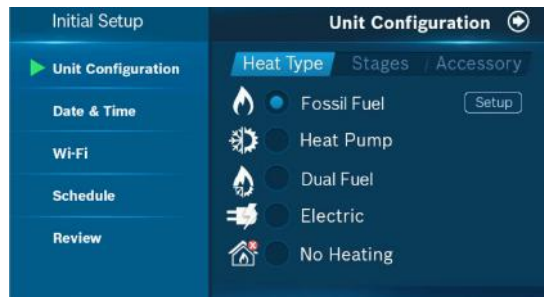 Initial Setup
Unit Configuration
Unit Configuration
Date & Time
Wi-Fi
Schedule
Review
Heat Type
Stages
Accessory
Fossil Fuel
Setup
Heat Pump
Dual Fuel
Electric
No Heating